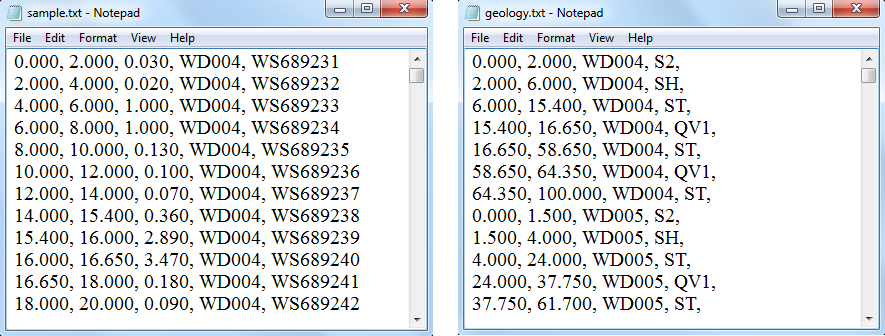 sample.txt - Notepad
File Edit Format View Help
0.000, 2.000, 0.030, WD004, WS689231
2.000, 4.000, 0.020, WD004, WS689232
4.000, 6.000, 1.000, WD004, WS689233
6.000, 8.000, 1.000, WD004, WS689234
8.000, 10.000, 0.130, WD004, WS689235
10.000, 12.000, 0.100, WD004, WS689236
12.000, 14.000, 0.070, WD004, WS689237
14.000, 15.400, 0.360, WD004, WS689238
15.400, 16.000, 2.890, WD004, WS689239
16.000, 16.650, 3.470, WD004, WS689240
16.650, 18.000, 0.180, WD004, WS689241
18.000, 20.000, 0.090, WD004, WS689242
geology.txt - Notepad
File Edit Format View Help
0.000, 2.000, WD004, S2,
2.000, 6.000, WD004, SH,
6.000, 15.400, WD004, ST,
15.400, 16.650, WD004, QV1,
16.650, 58.650, WD004, ST,
58.650, 64.350, WD004, QV1,
64.350, 100.000, WD004, ST,
0.000, 1.500, WD005, S2,
1.500, 4.000, WD005, SH,
4.000, 24.000, WD005, ST,
24.000, 37.750, WD005, QV1,
37.750, 61.700, WD005, ST,